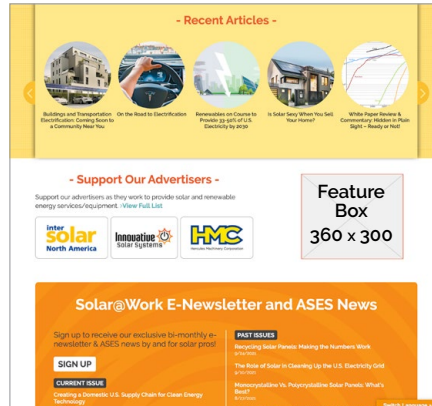 - Recent Articles -
Buildings and Transportation
Electrification: Coming Soon to
a Community Near You
On the Road to Electrification
Renewables on Course to
Provide 33-50% of U.S.
Electricity by 2030
Is Solar Sexy When You Sell
Your Home?
White Paper Review &
Commentary: Hidden in Plain
Sight – Ready or Not!
- Support Our Advertisers -
Support our advertisers as they work to provide solar and renewable
energy services/equipment. >View Full List
inter
solar
North America
Innovative
Solar Systems
HMC
Hercules Machinery Corporation
Feature
Box
360 x 300
Solar@Work E-Newsletter and ASES News
Sign up to receive our exclusive bi-monthly e-
newsletter & ASES news by and for solar pros!
SIGN UP
CURRENT ISSUE
Creating a Domestic U.S. Supply Chain for Clean Energy
Technology
PAST ISSUES
Recycling Solar Panels: Making the Numbers Work
The Role of Solar in Cleaning Up the U.S. Electricity Grid
Monocrystalline Vs. Polycrystalline Solar Panels: What's
Best?